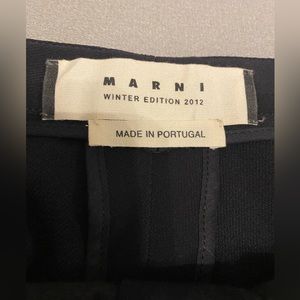 MARNI
WINTER EDITION 2012
MADE IN PORTUGAL